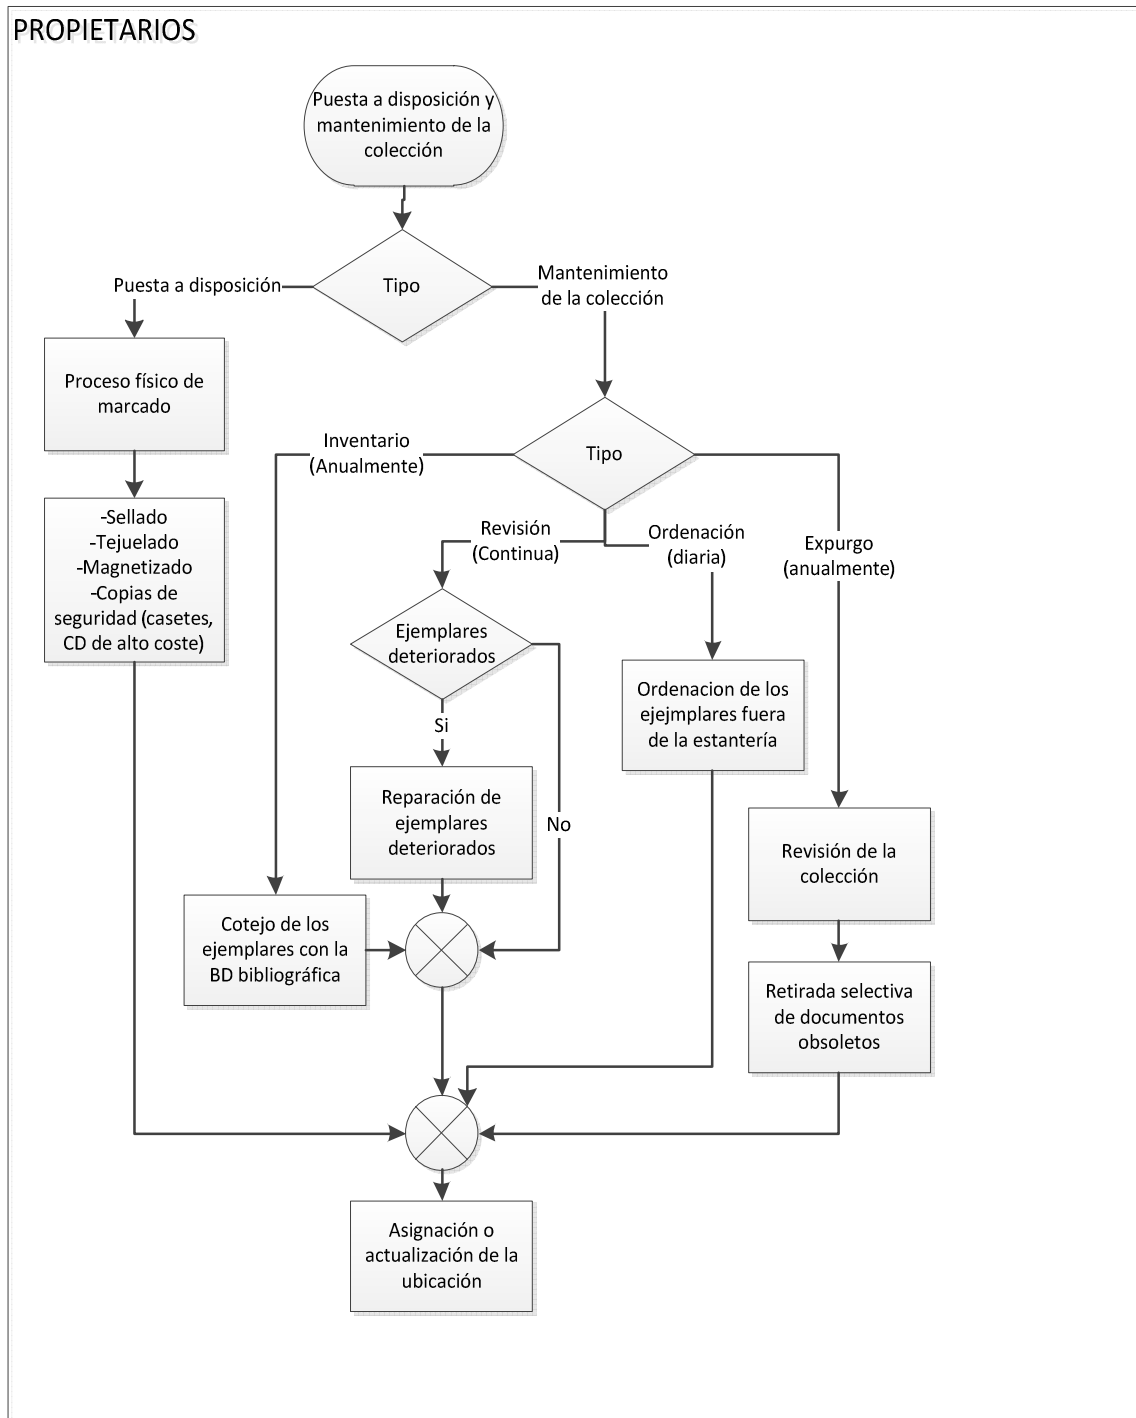 PROPIETARIOS
Puesta a disposición y
mantenimiento de la
colección
Tipo
Puesta a disposición
Mantenimiento
de la colección
Proceso físico de
marcado
Tipo
Inventario
(Anualmente)
-Sellado
-Tejuelado
-Magnetizado
-Copias de
seguridad (casetes,
CD de alto coste)
Revisión
(Continua)
Ordenación
(diaria)
Expurgo
(anualmente)
Ejemplares
deteriorados
Si
Ordenacion de los
ejejmplares fuera
de la estantería
Reparación de
ejemplares
deteriorados
No
Revisión de la
colección
Cotejo de los
ejemplares con la
BD bibliográfica
Retirada selectiva
de documentos
obsoletos
Asignación o
actualización de la
ubicación